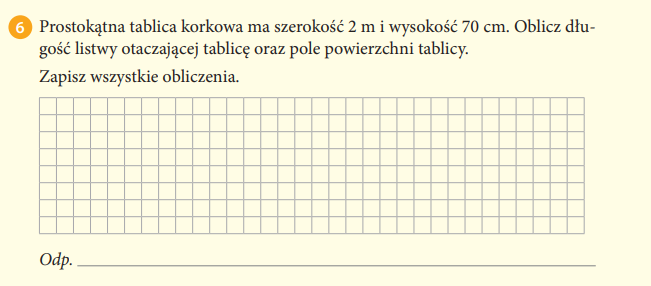 6 Prostokątna tablica korkowa ma szerokość 2 m i wysokość 70 cm. Oblicz dłu-
gość listwy otaczającej tablicę oraz pole powierzchni tablicy.
Zapisz wszystkie obliczenia.
Odp.